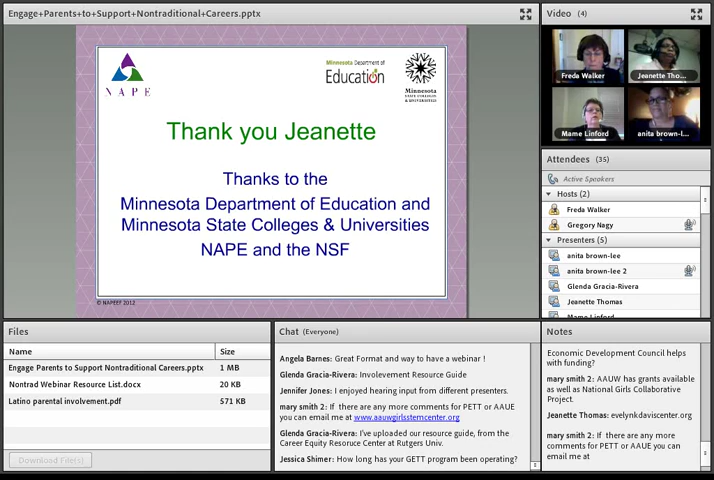 Engage+Parents+to+Support+Nontraditional+Careers.pptx
NAPE
Minnesota Department of
Education
MINNESOTA
STATE COLLEGES
& UNIVERSITIES
Thank you Jeanette
Thanks to the
Minnesota Department of Education and
Minnesota State Colleges & Universities
NAPE and the NSF
© NAPEEF 2012
Video (4)
Freda Walker
Jeanette Tho...
Mame Linford
anita brown-l...
Attendees (35)
Active Speakers
Hosts (2)
Freda Walker
Gregory Nagy
Presenters (5)
anita brown-lee
anita brown-lee 2
Glenda Gracia-Rivera
Jeanette Thomas
Mame Linford
Files
Name Size
Engage Parents to Support Nontraditional Careers.pptx 1 MB
Nontrad Webinar Resource List.docx 20 KB
Latino parental involvement.pdf 571 KB
Download File(s)
Chat (Everyone)
Angela Barnes: Great Format and way to have a webinar !
Glenda Gracia-Rivera: Involevement Resource Guide
Jennifer Jones: I enjoyed hearing input from different presenters.
mary smith 2: If there are any more comments for PETT or AAUE
you can email me at www.aauwgirlsstemcenter.org
Glenda Gracia-Rivera: I've uploaded our resource guide, from the
Career Equity Resource Center at Rutgers Univ.
Jessica Shimer: How long has your GETT program been operating?
Notes
Economic Development Council helps
with funding?
mary smith 2: AAUW has grants available
as well as National Girls Collaborative
Project.
Jeanette Thomas: evelynkdaviscenter.org
mary smith 2: If there are any more
comments for PETT or AAUE you can
email me at